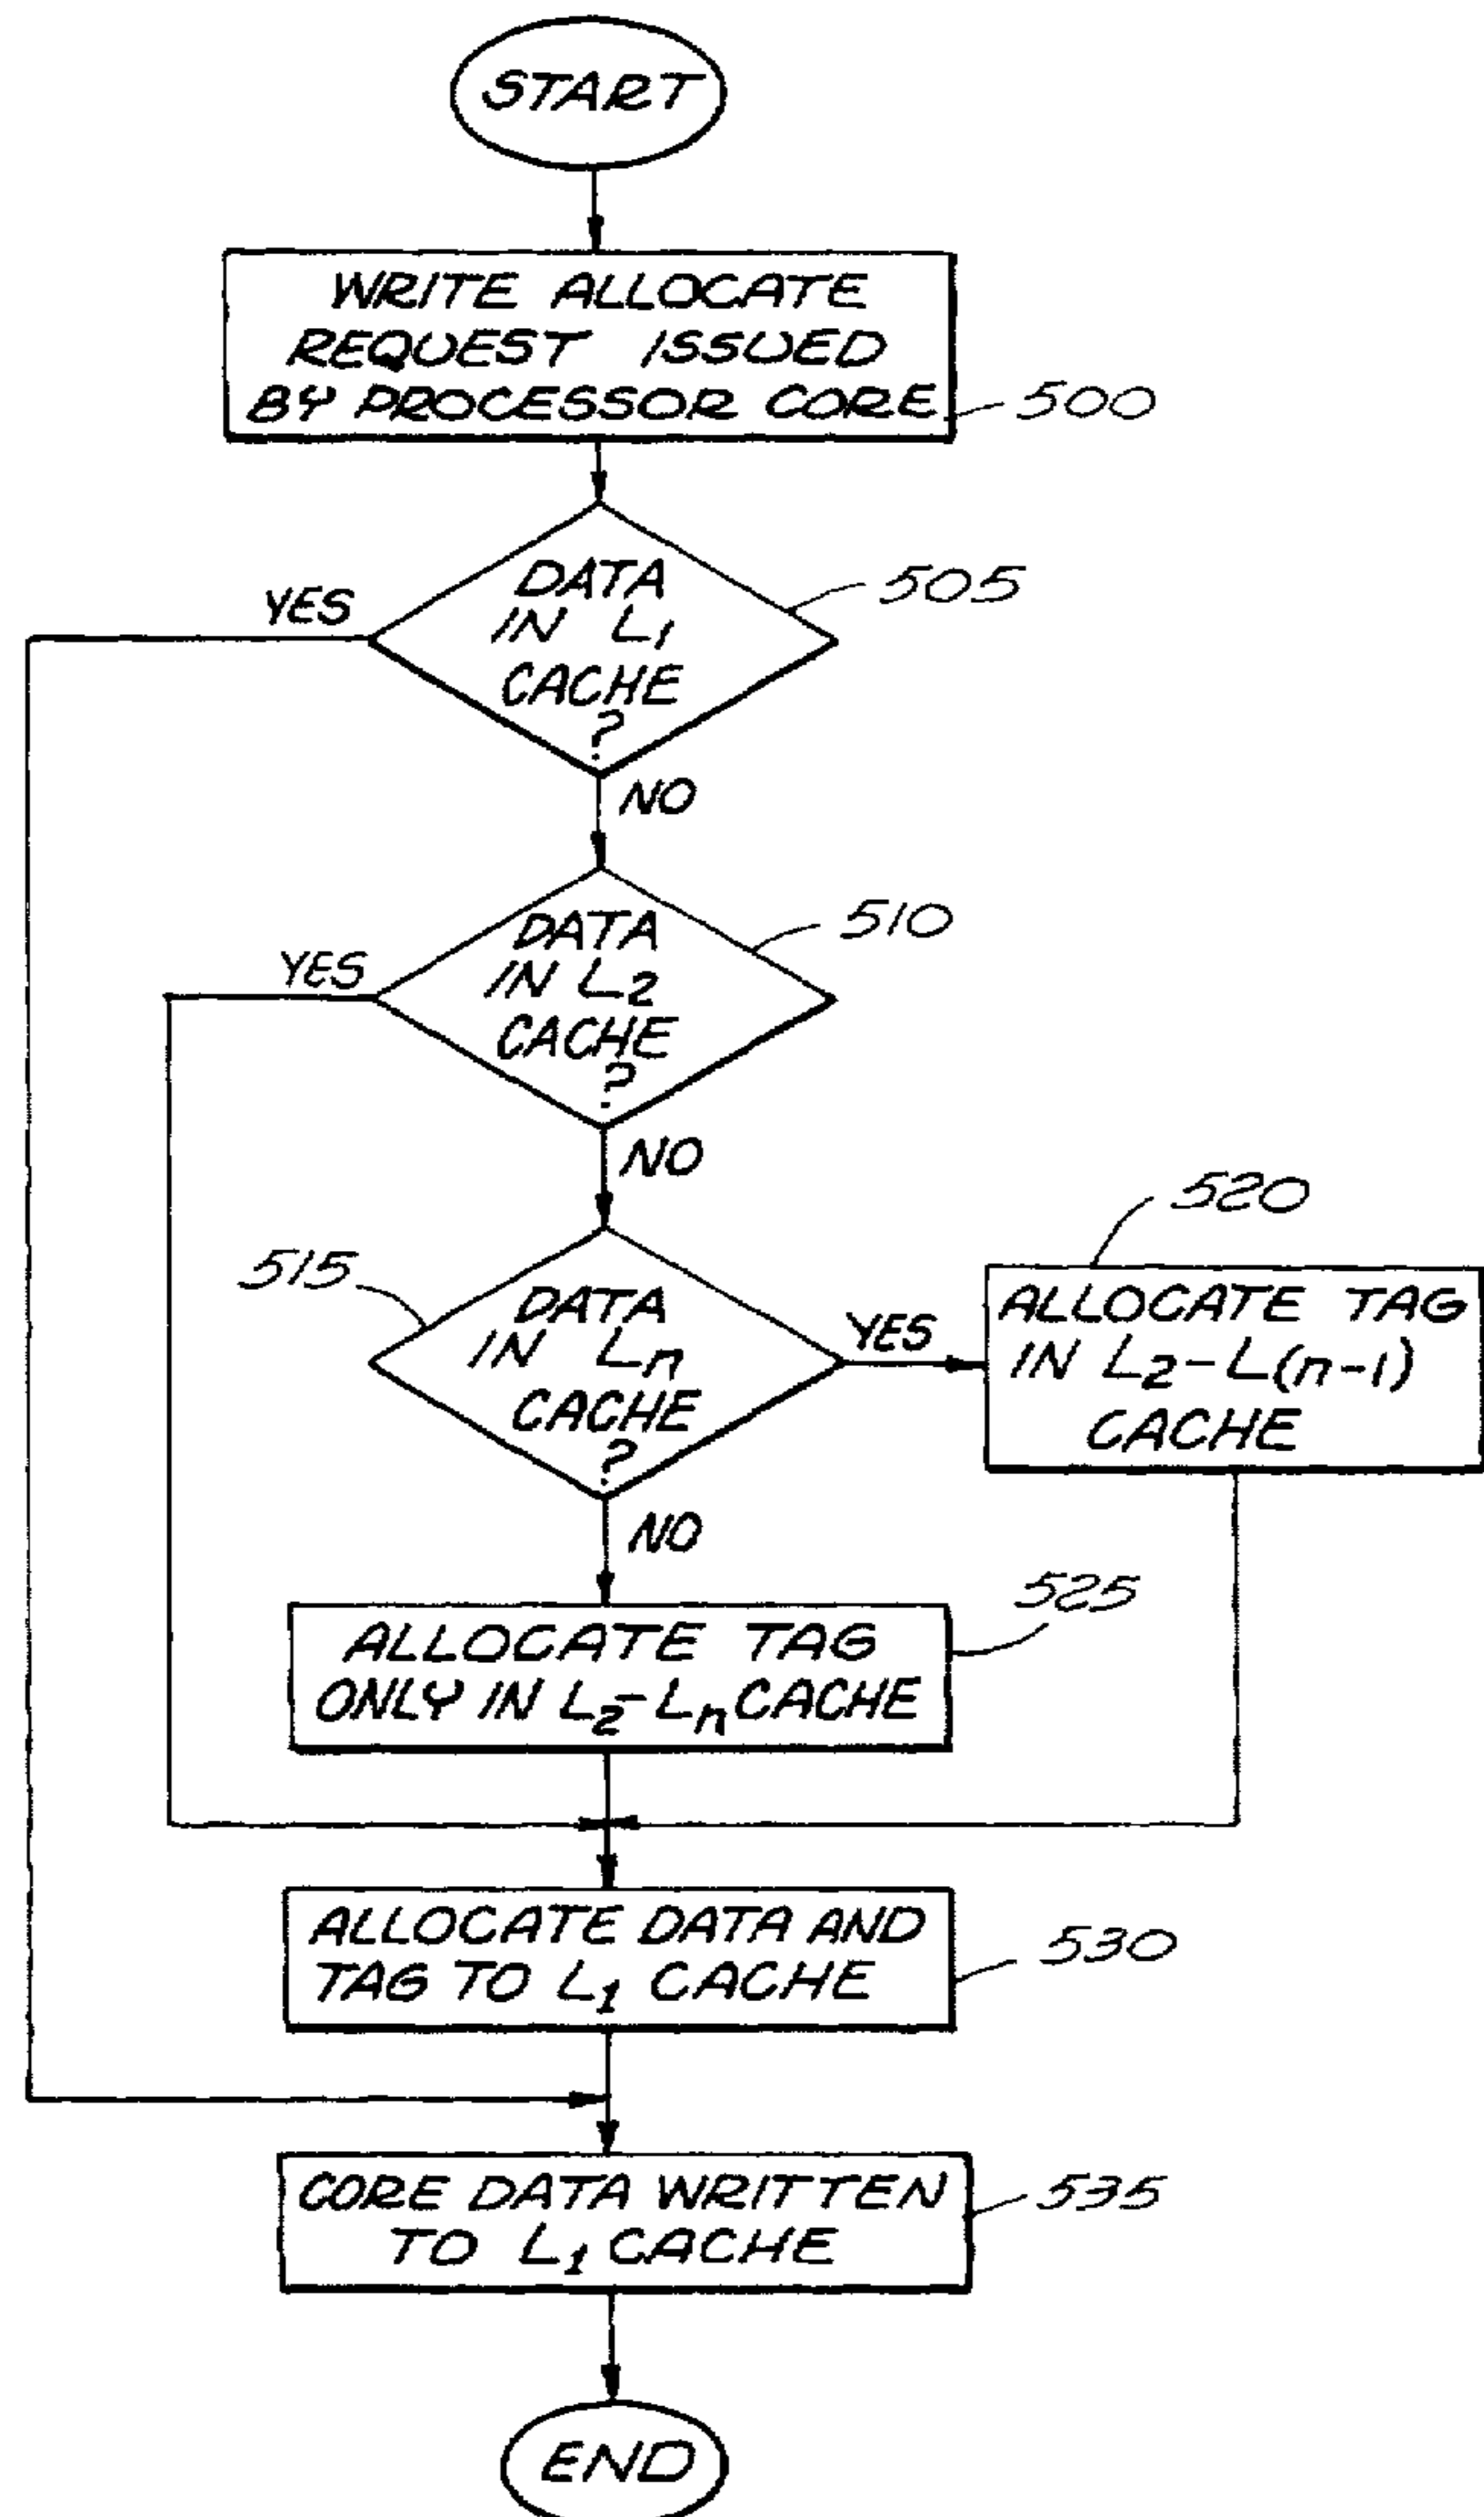 START
WRITE ALLOCATE
REQUEST ISSUED
BY PROCESSOR CORE
500
DATA
IN L1
CACHE
?
505
YES
NO
DATA
IN L2
CACHE
?
510
YES
NO
515
DATA
IN Ln
CACHE
?
YES
520
ALLOCATE TAG
IN L2-L(n-1)
CACHE
NO
525
ALLOCATE TAG
ONLY IN L2-Ln CACHE
ALLOCATE DATA AND
TAG TO L1 CACHE
530
CORE DATA WRITTEN
TO L1 CACHE
535
END